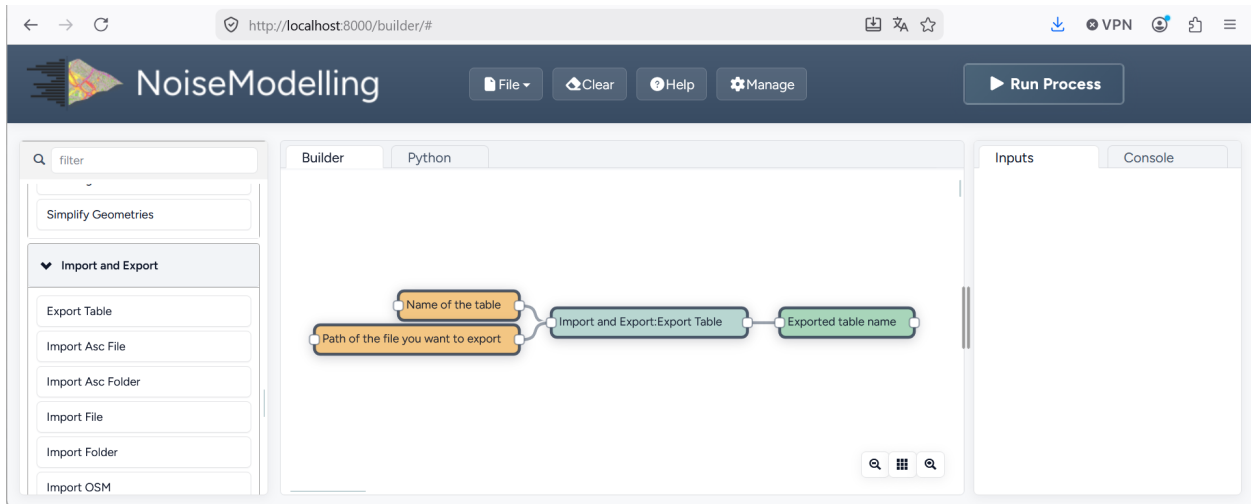 http://localhost:8000/builder/#
VPN
NoiseModelling
File
Clear
Help
Manage
Run Process
filter
Simplify Geometries
Import and Export
Export Table
Import Asc File
Import Asc Folder
Import File
Import Folder
Import OSM
Builder
Python
Name of the table
Path of the file you want to export
Import and Export:Export Table
Exported table name
Inputs
Console